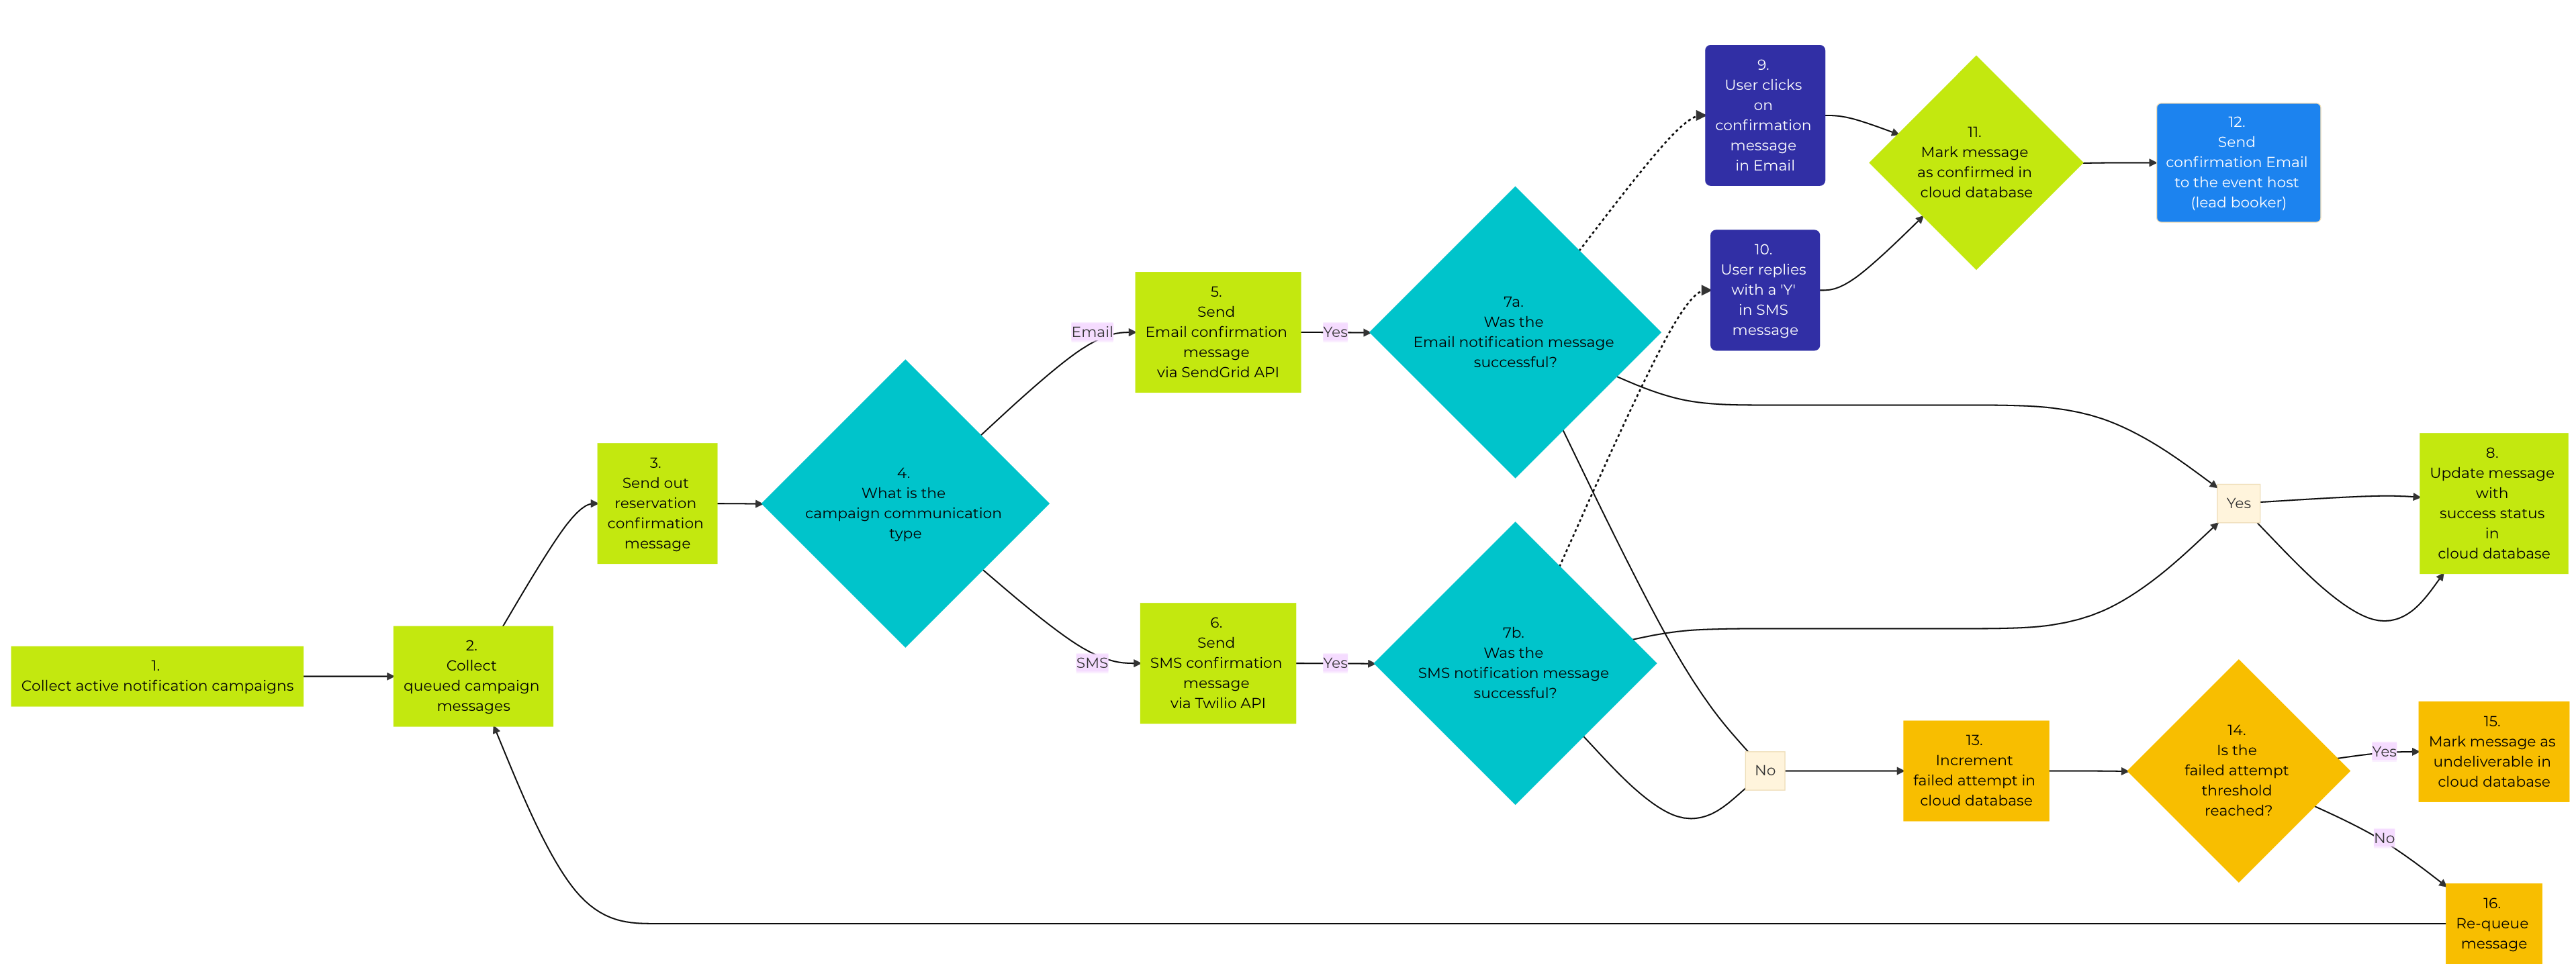 1.
Collect active notification campaigns
2.
Collect
queued campaign
messages
3.
Send out
reservation
confirmation
message
4.
What is the
campaign communication
type
Email
SMS
5.
Send
Email confirmation
message
via SendGrid API
Yes
6.
Send
SMS confirmation
message
via Twilio API
Yes
7a.
Was the
Email notification message
successful?
7b.
Was the
SMS notification message
successful?
9.
User clicks
on
confirmation
message
in Email
10.
User replies
with a 'Y'
in SMS
message
11.
Mark message
as confirmed in
cloud database
12.
Send
confirmation Email
to the event host
(lead booker)
Yes
8.
Update message
with
success status
in
cloud database
No
13.
Increment
failed attempt in
cloud database
14.
Is the
failed attempt
threshold
reached?
Yes
15.
Mark message as
undeliverable in
cloud database
No
16.
Re-queue
message